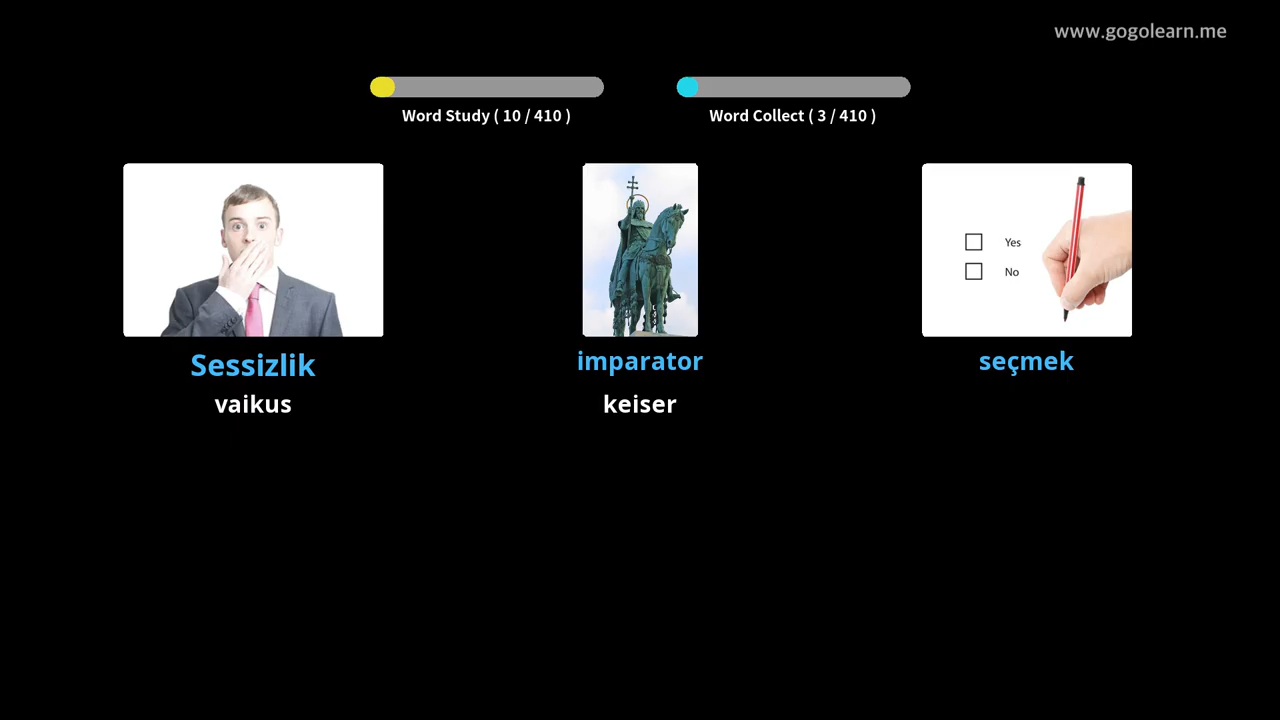 www.gogolearn.me
Word Study ( 10 / 410 )
Word Collect ( 3 / 410 )
Yes
No
Sessizlik
imparator
seçmek
vaikus
keiser